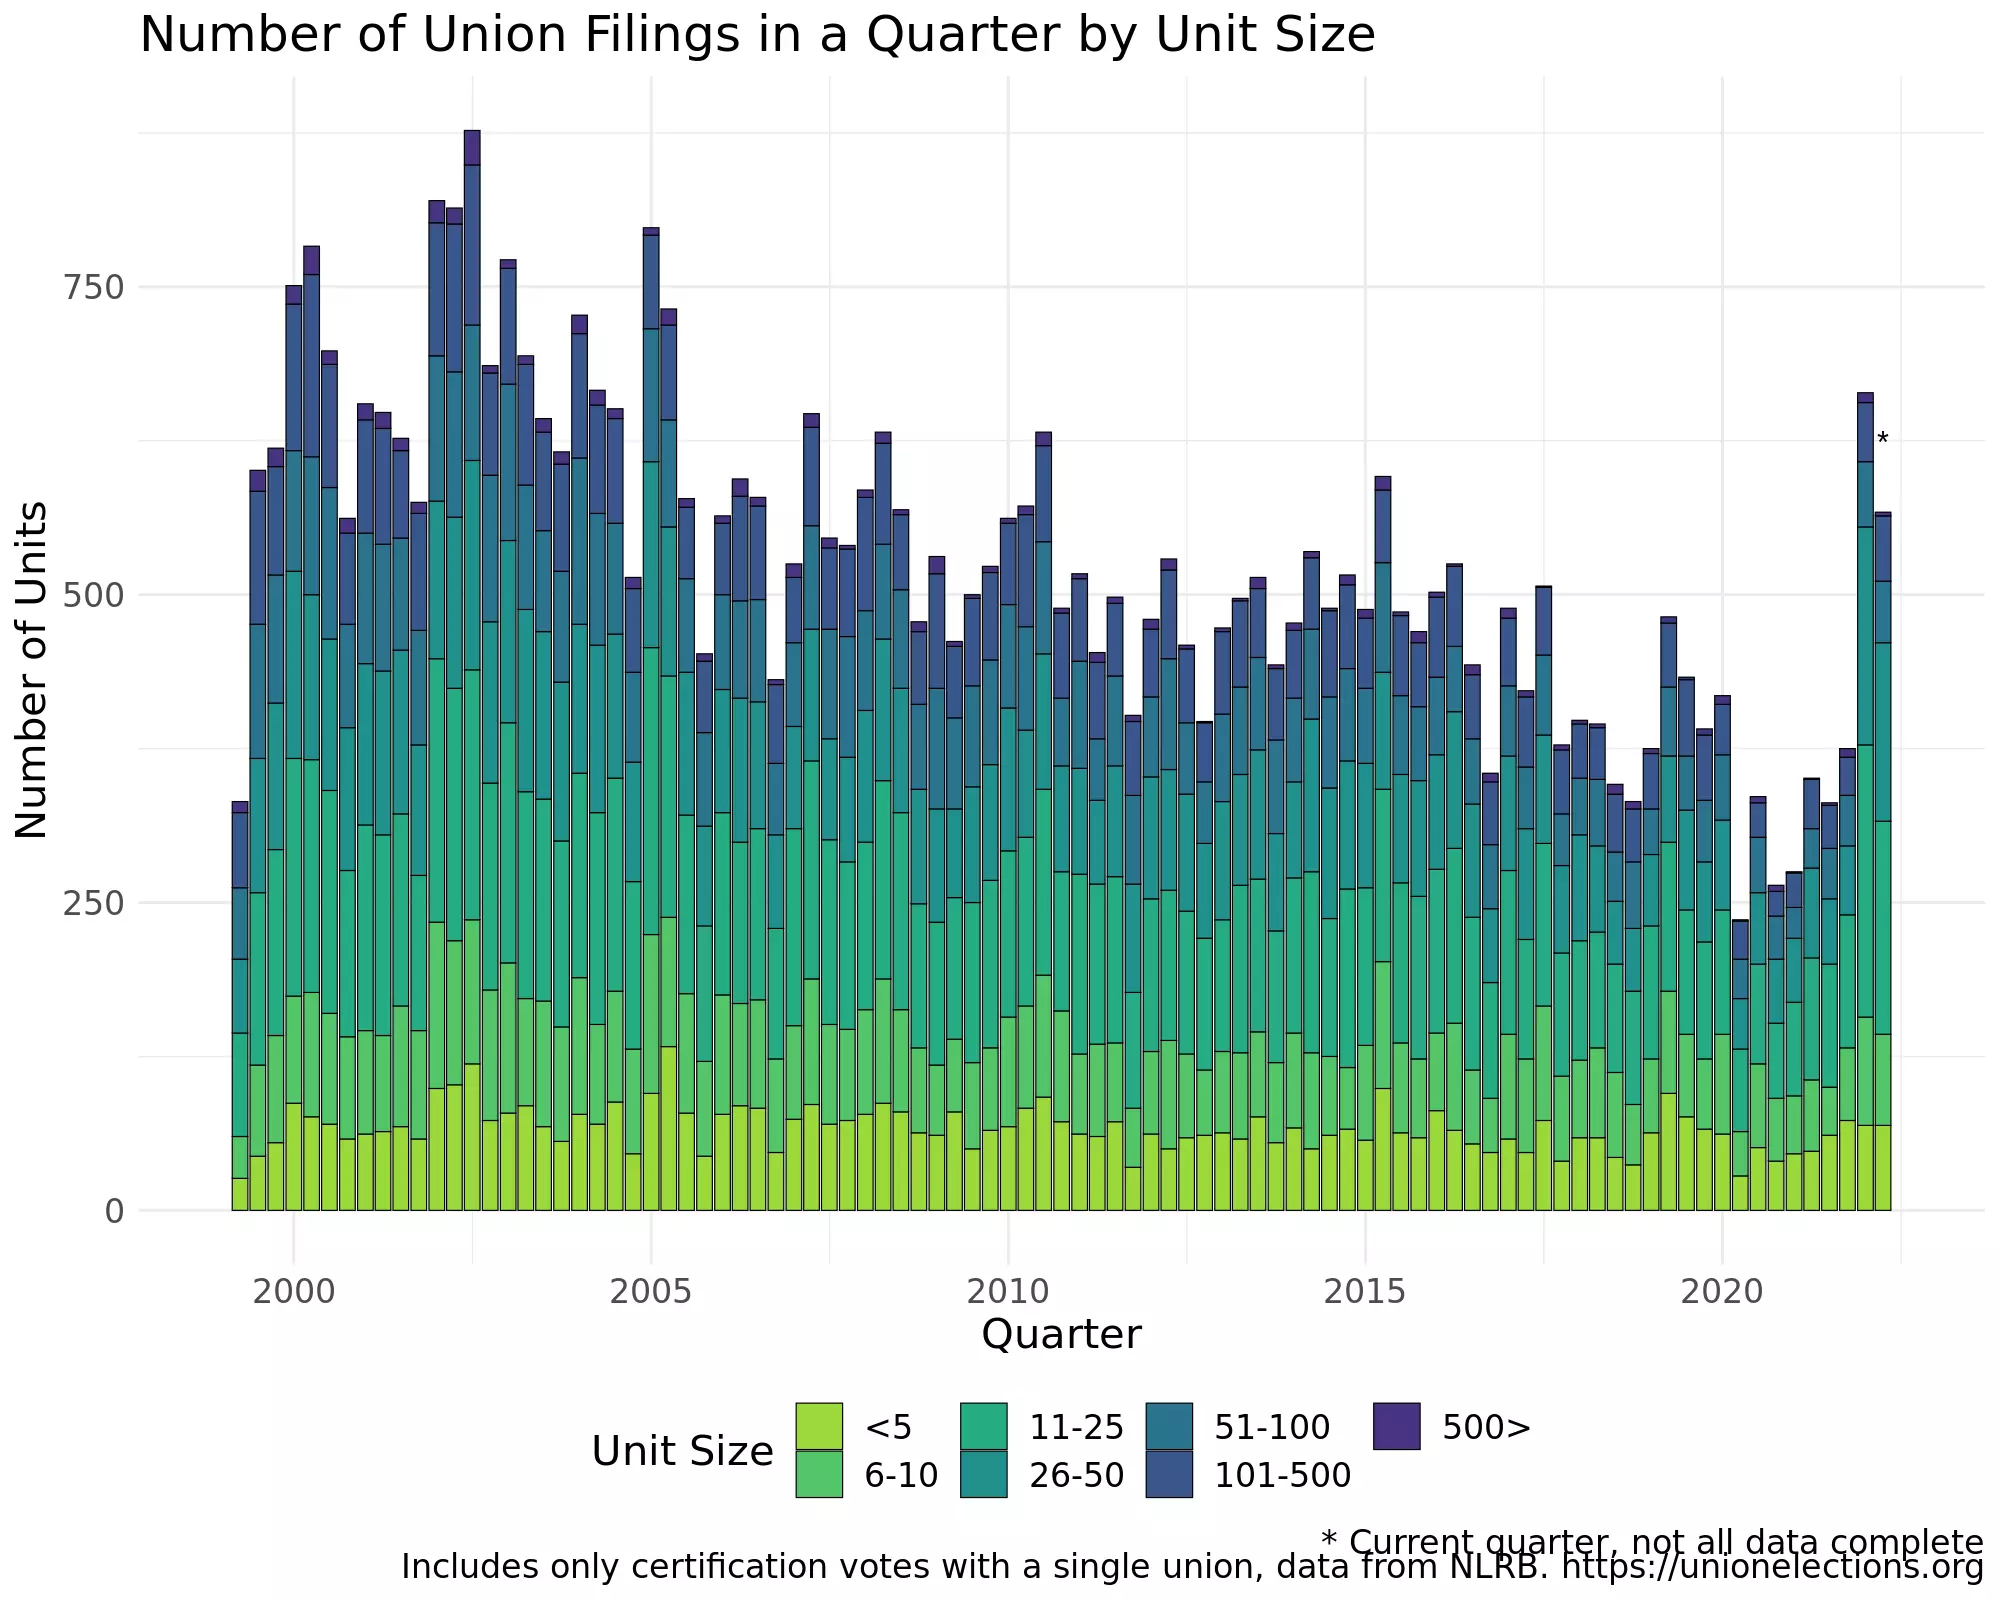 Number of Union Filings in a Quarter by Unit Size
Number of Units
750
500
250
0
*
2000 2005 2010 2015 2020
Quarter
Unit Size
<5 11-25 51-100 500>
6-10 26-50 101-500
* Current quarter, not all data complete
Includes only certification votes with a single union, data from NLRB. https://unionelections.org